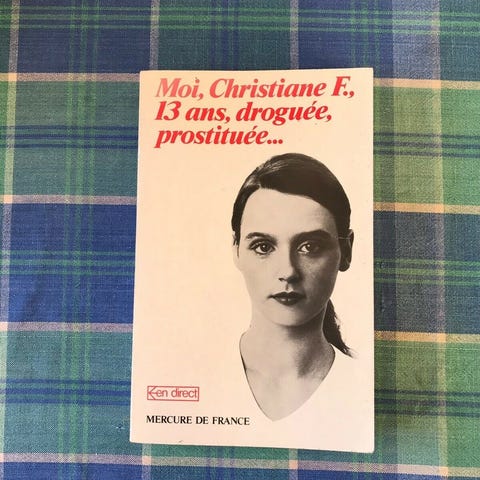 Moi, Christiane F.,
13 ans, droguée,
prostituée...
en direct
MERCURE DE FRANCE